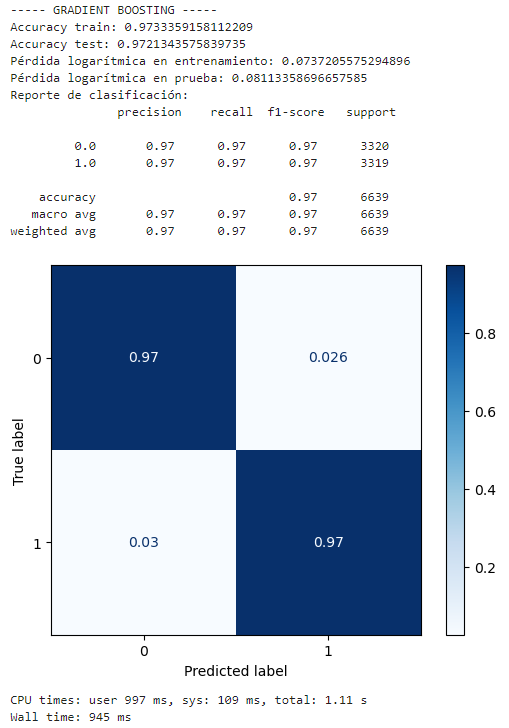 ----- GRADIENT BOOSTING -----
Accuracy train: 0.9733359158112209
Accuracy test: 0.9721343575839735
Pérdida logarítmica en entrenamiento: 0.0737205575294896
Pérdida logarítmica en prueba: 0.08113358696657585
Reporte de clasificación:
precision recall f1-score support
0.0 0.97 0.97 0.97 3320
1.0 0.97 0.97 0.97 3319
accuracy 0.97 6639
macro avg 0.97 0.97 0.97 6639
weighted avg 0.97 0.97 0.97 6639
0.97 0.026
0.03 0.97
True label
0
1
0 1
Predicted label
0.8
0.6
0.4
0.2
CPU times: user 997 ms, sys: 109 ms, total: 1.11 s
Wall time: 945 ms